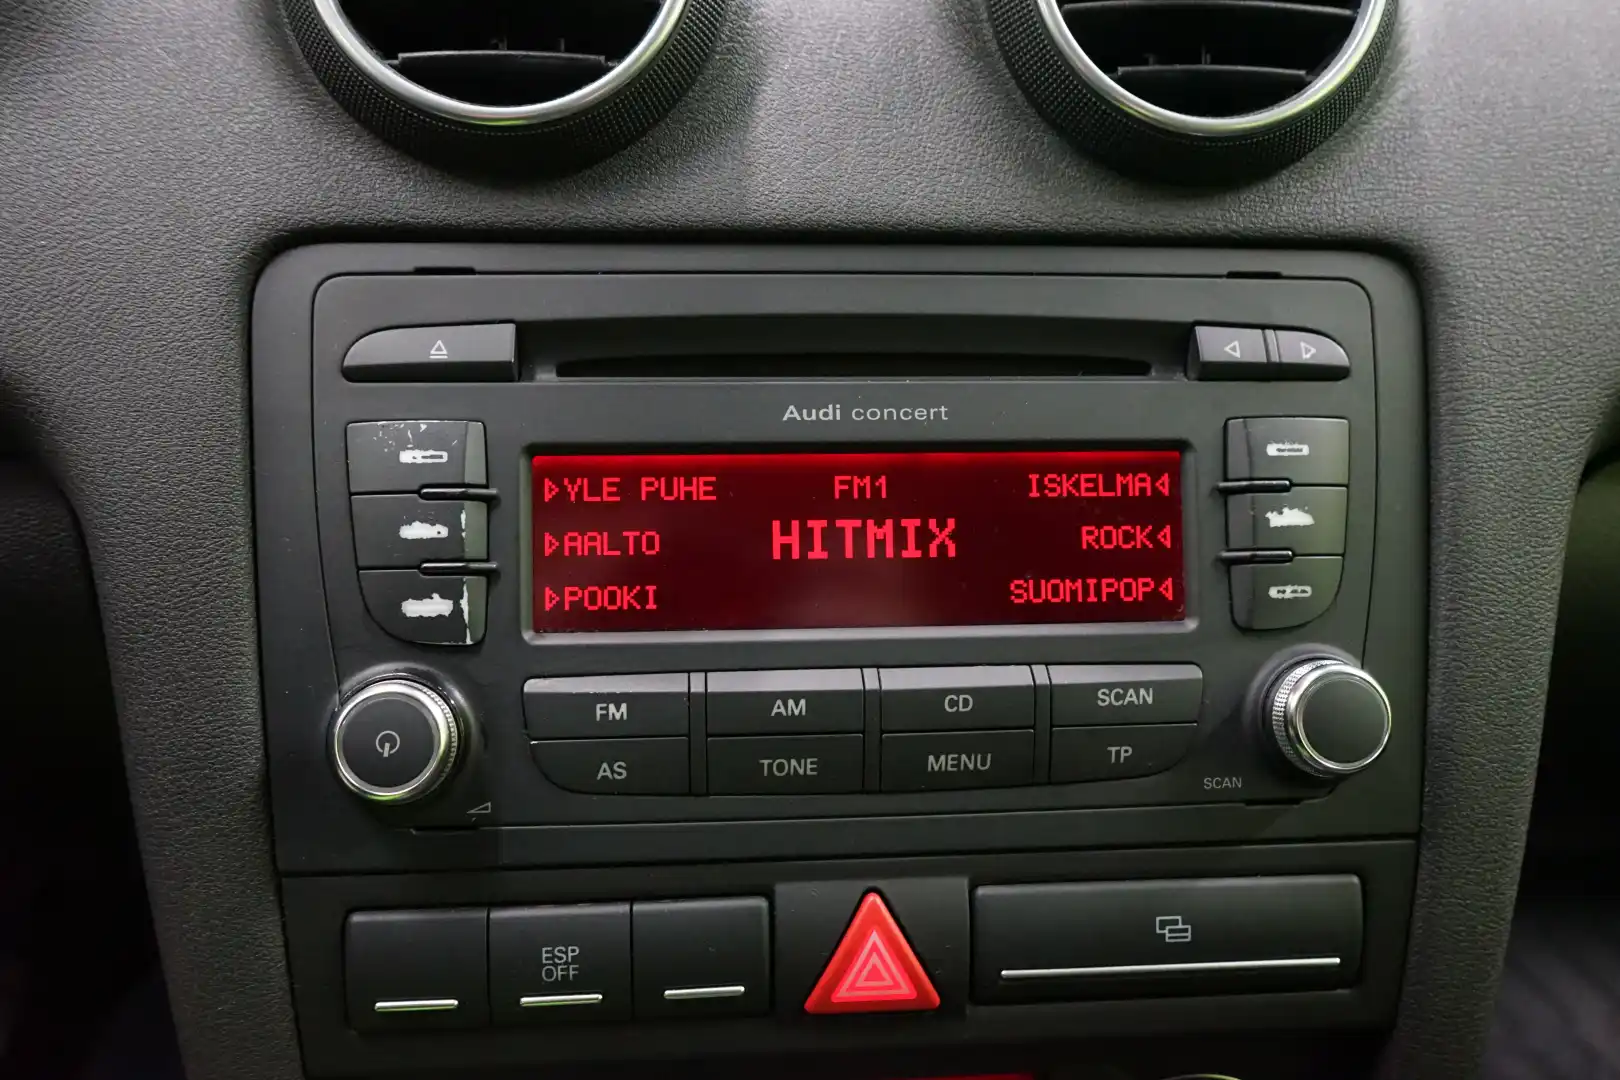 Audi concert
YLE PUHE FM1 ISKELMA
AALTO HITMIX ROCK
POOKI SUOMIPOP
FM AM CD SCAN
AS TONE MENU TP
SCAN
ESP
OFF